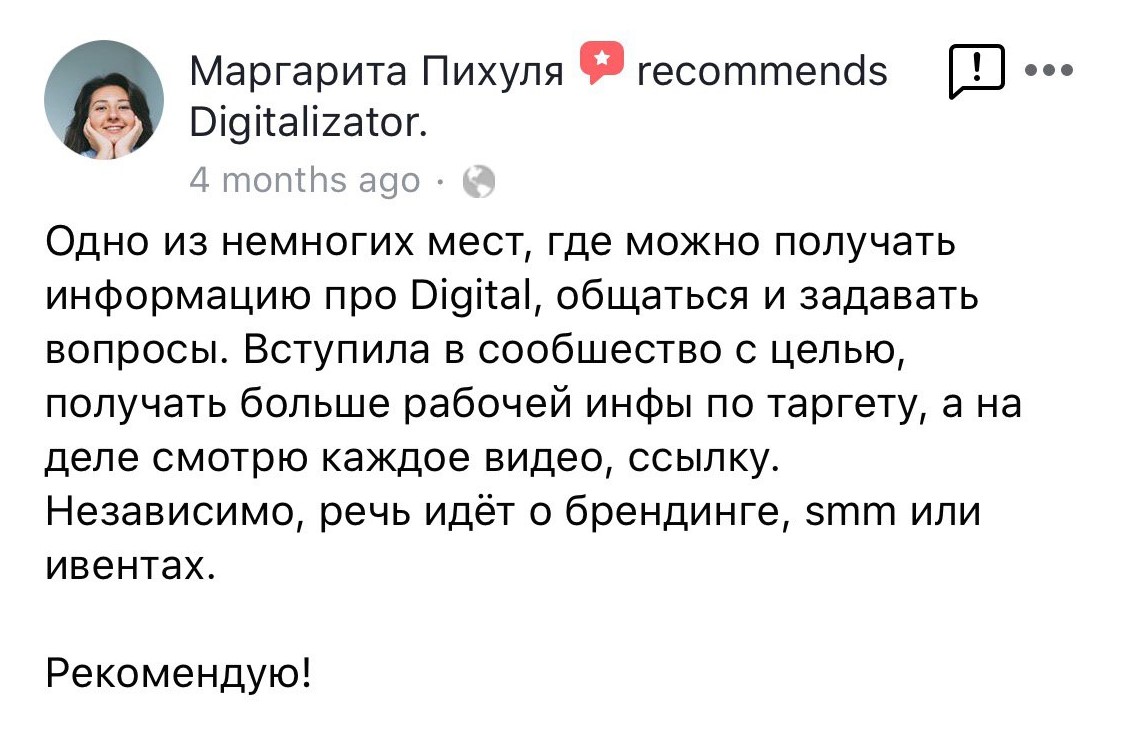 Маргарита Пихуля recommends
Digitalizator.
4 months ago ·
Одно из немногих мест, где можно получать
информацию про Digital, общаться и задавать
вопросы. Вступила в сообшество с целью,
получать больше рабочей инфы по таргету, а на
деле смотрю каждое видео, ссылку.
Независимо, речь идёт о брендинге, smm или
ивентах.
Рекомендую!